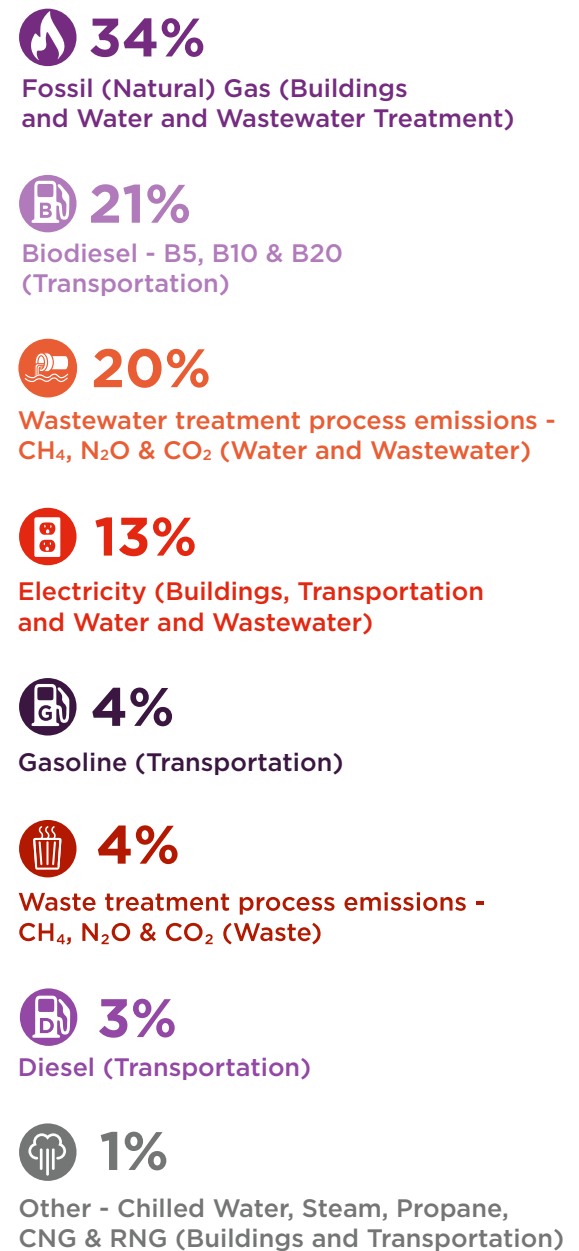 34%
Fossil (Natural) Gas (Buildings
and Water and Wastewater Treatment)
B 21%
Biodiesel - B5, B10 & B20
(Transportation)
20%
Wastewater treatment process emissions -
CH₄, N₂O & CO₂ (Water and Wastewater)
13%
Electricity (Buildings, Transportation
and Water and Wastewater)
G 4%
Gasoline (Transportation)
4%
Waste treatment process emissions -
CH₄, N₂O & CO₂ (Waste)
D 3%
Diesel (Transportation)
1%
Other - Chilled Water, Steam, Propane,
CNG & RNG (Buildings and Transportation)